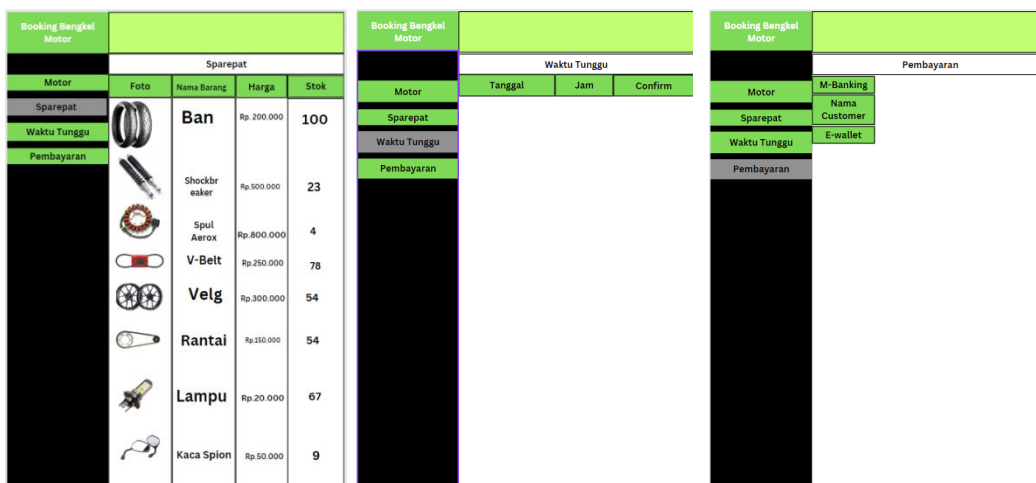 Booking Bengkel
Motor
Sparepat
Motor
Sparepat
Waktu Tunggu
Pembayaran
Foto
Nama Barang
Harga
Stok
Ban
Rp. 200.000
100
Shockbr
eaker
Rp.500.000
23
Spul
Aerox
Rp.800.000
4
V-Belt
Rp.250.000
78
Velg
Rp.300.000
54
Rantai
Rp.150.000
54
Lampu
Rp.20.000
67
Kaca Spion
Rp.50.000
9
Booking Bengkel
Motor
Waktu Tunggu
Motor
Sparepat
Waktu Tunggu
Pembayaran
Tanggal
Jam
Confirm
Booking Bengkel
Motor
Pembayaran
Motor
Sparepat
Waktu Tunggu
Pembayaran
M-Banking
Nama
Customer
E-wallet